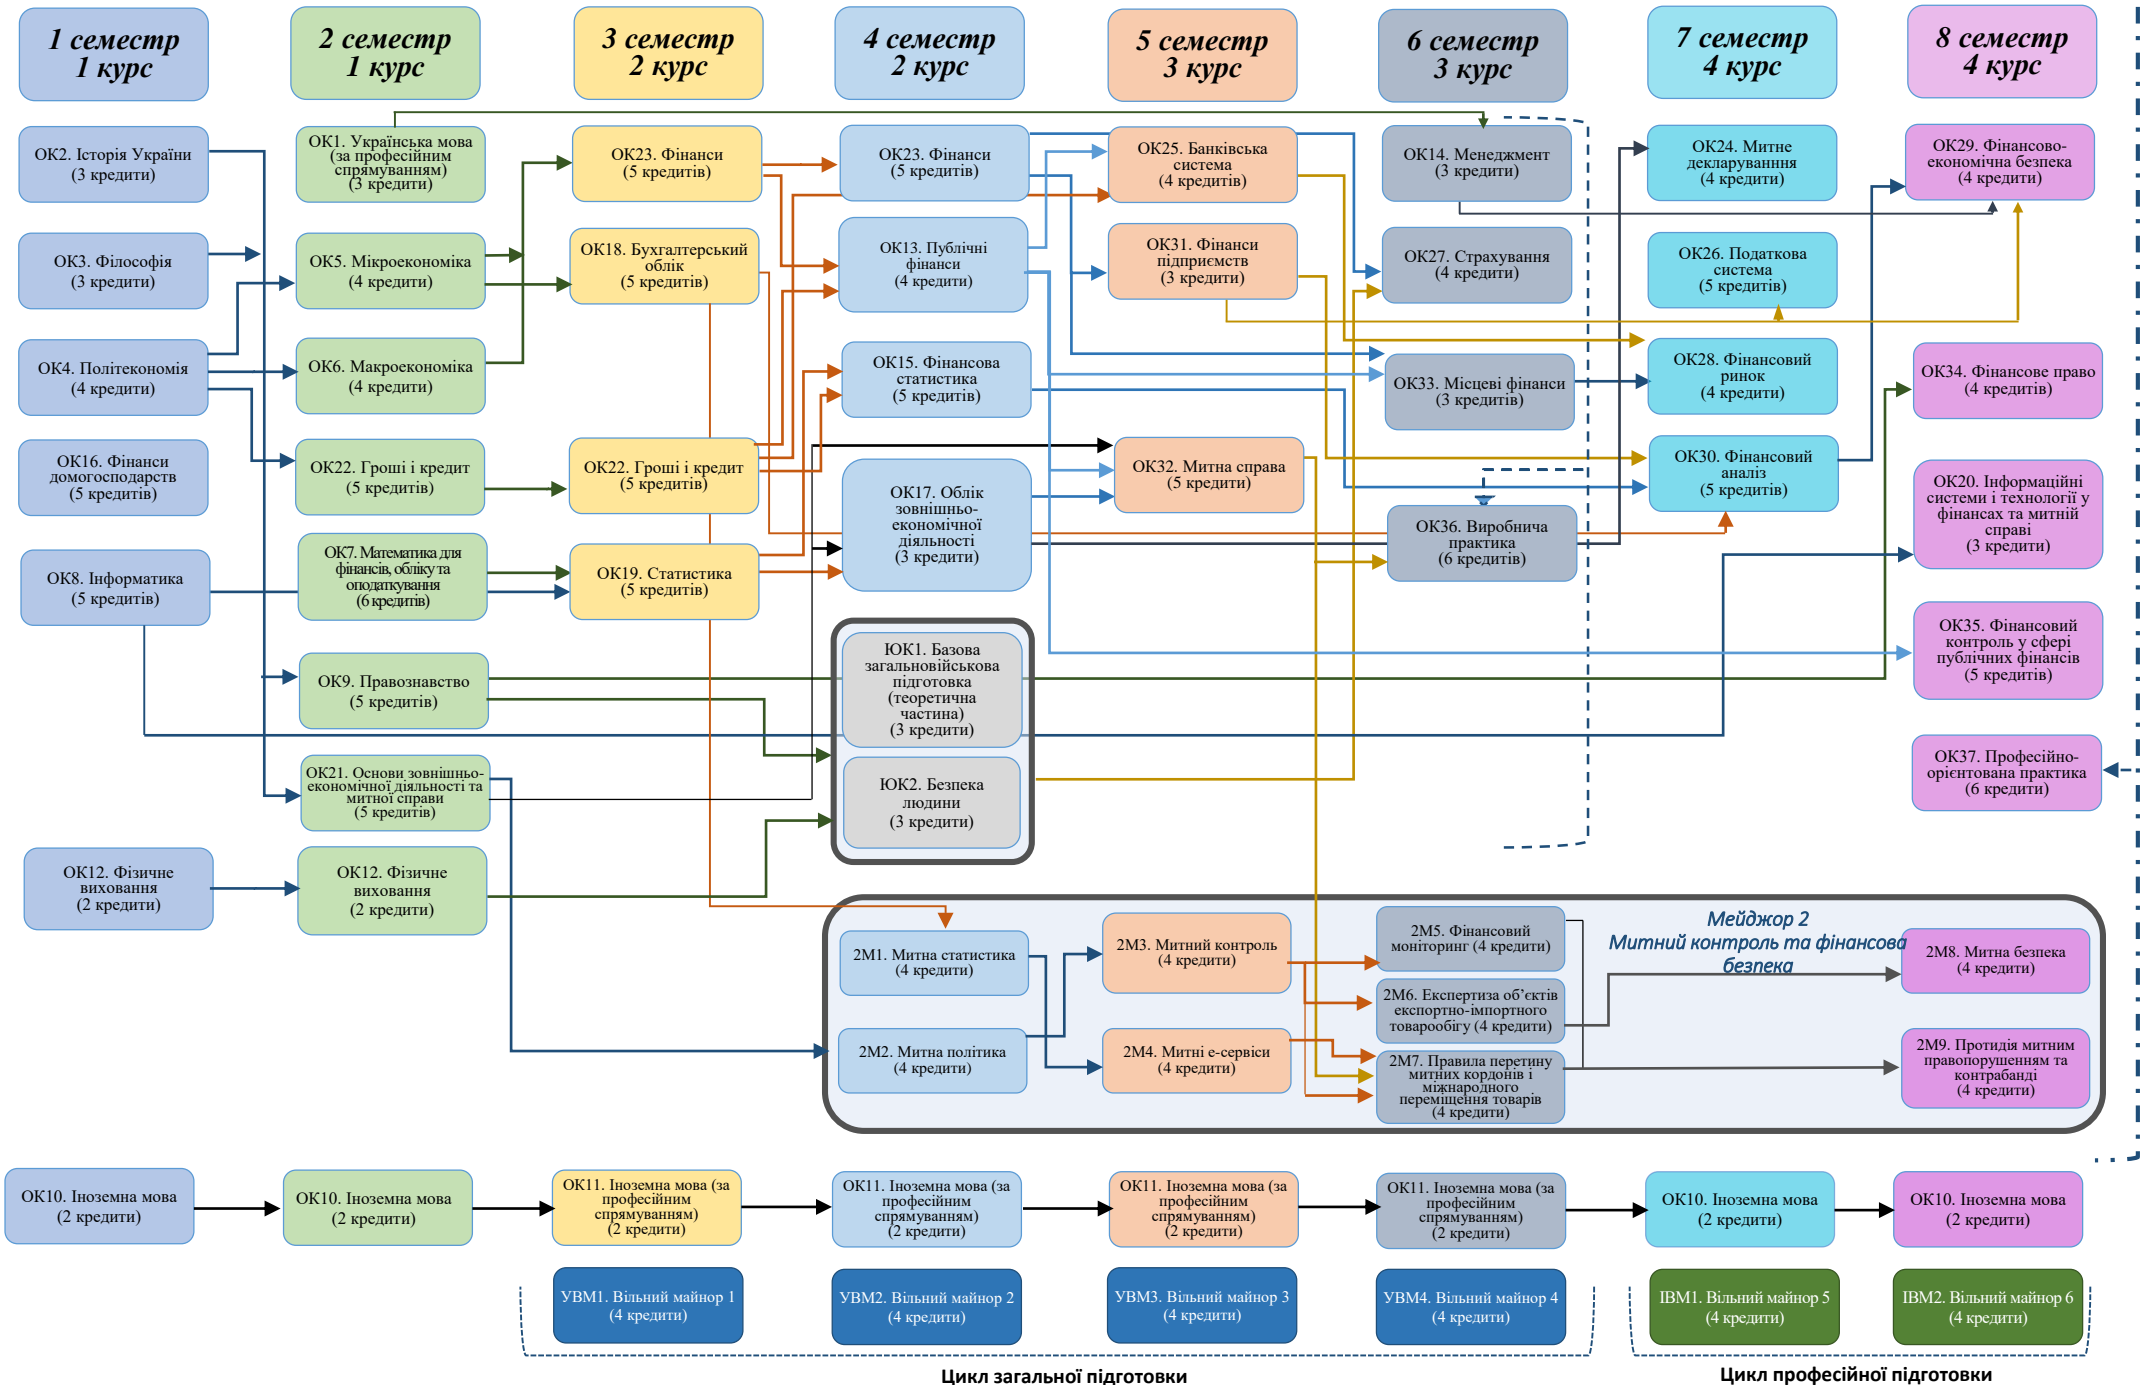 1 семестр
1 курс
2 семестр
1 курс
3 семестр
2 курс
4 семестр
2 курс
5 семестр
3 курс
6 семестр
3 курс
7 семестр
4 курс
8 семестр
4 курс
ОК2. Історія України
(3 кредити)
ОК3. Філософія
(3 кредити)
ОК4. Політекономія
(4 кредити)
ОК16. Фінанси
домогосподарств
(5 кредитів)
ОК8. Інформатика
(5 кредитів)
ОК12. Фізичне
виховання
(2 кредити)
ОК1. Українська мова
(за професійним
спрямуванням)
(3 кредити)
ОК5. Мікроекономіка
(4 кредити)
ОК6. Макроекономіка
(4 кредити)
ОК22. Гроші і кредит
(5 кредитів)
ОК7. Математика для
фінансів, обліку та
оподаткування
(6 кредитів)
ОК9. Правознавство
(5 кредитів)
ОК21. Основи зовнішньо-
економічної діяльності та
митної справи
(5 кредитів)
ОК12. Фізичне
виховання
(2 кредити)
ОК23. Фінанси
(5 кредитів)
ОК18. Бухгалтерський
облік
(5 кредитів)
ОК22. Гроші і кредит
(5 кредитів)
ОК19. Статистика
(5 кредитів)
ОК23. Фінанси
(5 кредитів)
ОК13. Публічні
фінанси
(4 кредити)
ОК15. Фінансова
статистика
(5 кредитів)
ОК17. Облік
зовнішньо-
економічної
діяльності
(3 кредити)
ЮК1. Базова
загальновійськова
підготовка
(теоретична
частина)
(3 кредити)
ЮК2. Безпека
людини
(3 кредити)
ОК25. Банківська
система
(4 кредитів)
ОК31. Фінанси
підприємств
(3 кредити)
ОК32. Митна справа
(5 кредити)
ОК14. Менеджмент
(3 кредити)
ОК27. Страхування
(4 кредити)
ОК33. Місцеві фінанси
(3 кредитів)
ОК36. Виробнича
практика
(6 кредитів)
ОК24. Митне
декларуванння
(4 кредити)
ОК26. Податкова
система
(5 кредитів)
ОК28. Фінансовий
ринок
(4 кредити)
ОК30. Фінансовий
аналіз
(5 кредитів)
ОК29. Фінансово-
економічна безпека
(4 кредити)
ОК34. Фінансове право
(4 кредитів)
ОК20. Інформаційні
системи і технології у
фінансах та митній
справі
(3 кредити)
ОК35. Фінансовий
контроль у сфері
публічних фінансів
(5 кредитів)
ОК37. Професійно-
орієнтована практика
(6 кредити)
Мейджор 2
Митний контроль та фінансова
безпека
2М1. Митна статистика
(4 кредити)
2М2. Митна політика
(4 кредити)
2М3. Митний контроль
(4 кредити)
2М4. Митні е-сервіси
(4 кредити)
2М5. Фінансовий
моніторинг (4 кредити)
2М6. Експертиза об’єктів
експортно-імпортного
товарообігу (4 кредити)
2М7. Правила перетину
митних кордонів і
міжнародного
переміщення товарів
(4 кредити)
2М8. Митна безпека
(4 кредити)
2М9. Протидія митним
правопорушенням та
контрабанді
(4 кредити)
ОК10. Іноземна мова
(2 кредити)
ОК10. Іноземна мова
(2 кредити)
ОК11. Іноземна мова (за
професійним
спрямуванням)
(2 кредити)
ОК11. Іноземна мова (за
професійним
спрямуванням)
(2 кредити)
ОК11. Іноземна мова (за
професійним
спрямуванням)
(2 кредити)
ОК11. Іноземна мова (за
професійним
спрямуванням)
(2 кредити)
ОК10. Іноземна мова
(2 кредити)
ОК10. Іноземна мова
(2 кредити)
УВМ1. Вільний майнор 1
(4 кредити)
УВМ2. Вільний майнор 2
(4 кредити)
УВМ3. Вільний майнор 3
(4 кредити)
УВМ4. Вільний майнор 4
(4 кредити)
ІВМ1. Вільний майнор 5
(4 кредити)
ІВМ2. Вільний майнор 6
(4 кредити)
Цикл загальної підготовки
Цикл професійної підготовки